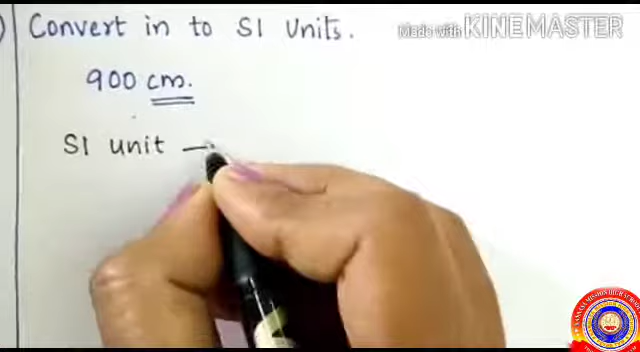 ) Convert in to SI Units.
Made with KINEMASTER
900 cm.
SI unit —